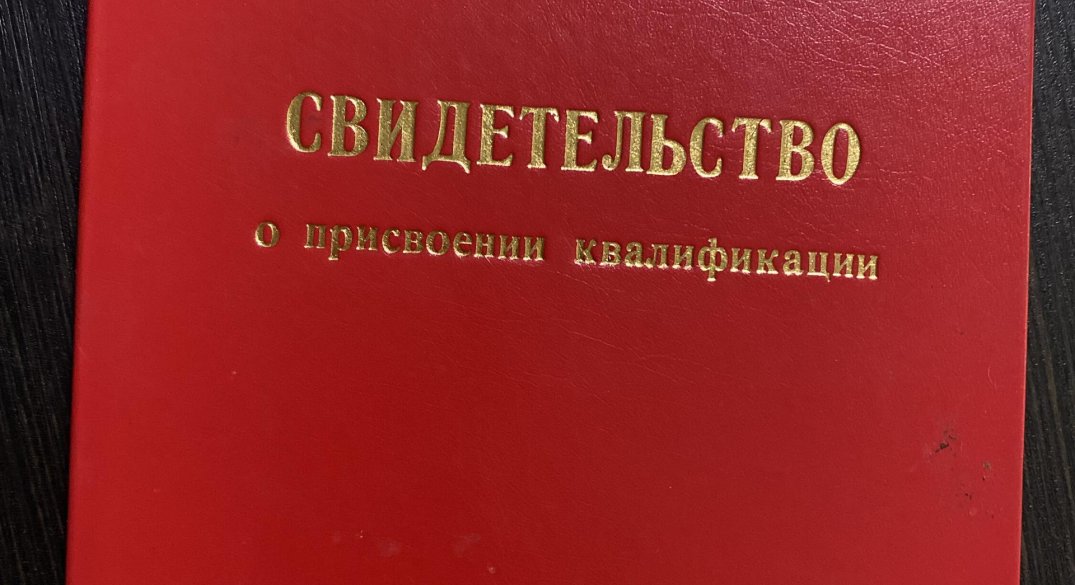 СВИДЕТЕЛЬСТВО
о присвоении квалификации